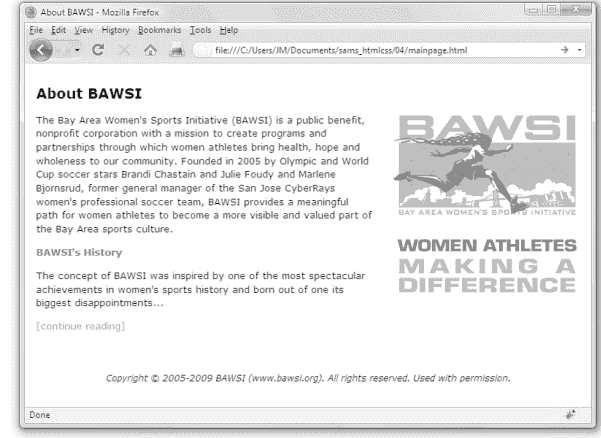 About BAWSI - Mozilla Firefox
File Edit View History Bookmarks Tools Help
file:///C:/Users/JM/Documents/sams_htmlcss/04/mainpage.html
About BAWSI
The Bay Area Women's Sports Initiative (BAWSI) is a public benefit,
nonprofit corporation with a mission to create programs and
partnerships through which women athletes bring health, hope and
wholeness to our community. Founded in 2005 by Olympic and World
Cup soccer stars Brandi Chastain and Julie Foudy and Marlene
Bjornsrud, former general manager of the San Jose CyberRays
women's professional soccer team, BAWSI provides a meaningful
path for women athletes to become a more visible and valued part of
the Bay Area sports culture.
BAWSI's History
The concept of BAWSI was inspired by one of the most spectacular
achievements in women's sports history and born out of one its
biggest disappointments...
[continue reading]
BAWSI
BAY AREA WOMEN'S SPORTS INITIATIVE
WOMEN ATHLETES
MAKING A
DIFFERENCE
Copyright © 2005-2009 BAWSI (www.bawsi.org). All rights reserved. Used with permission.
Done